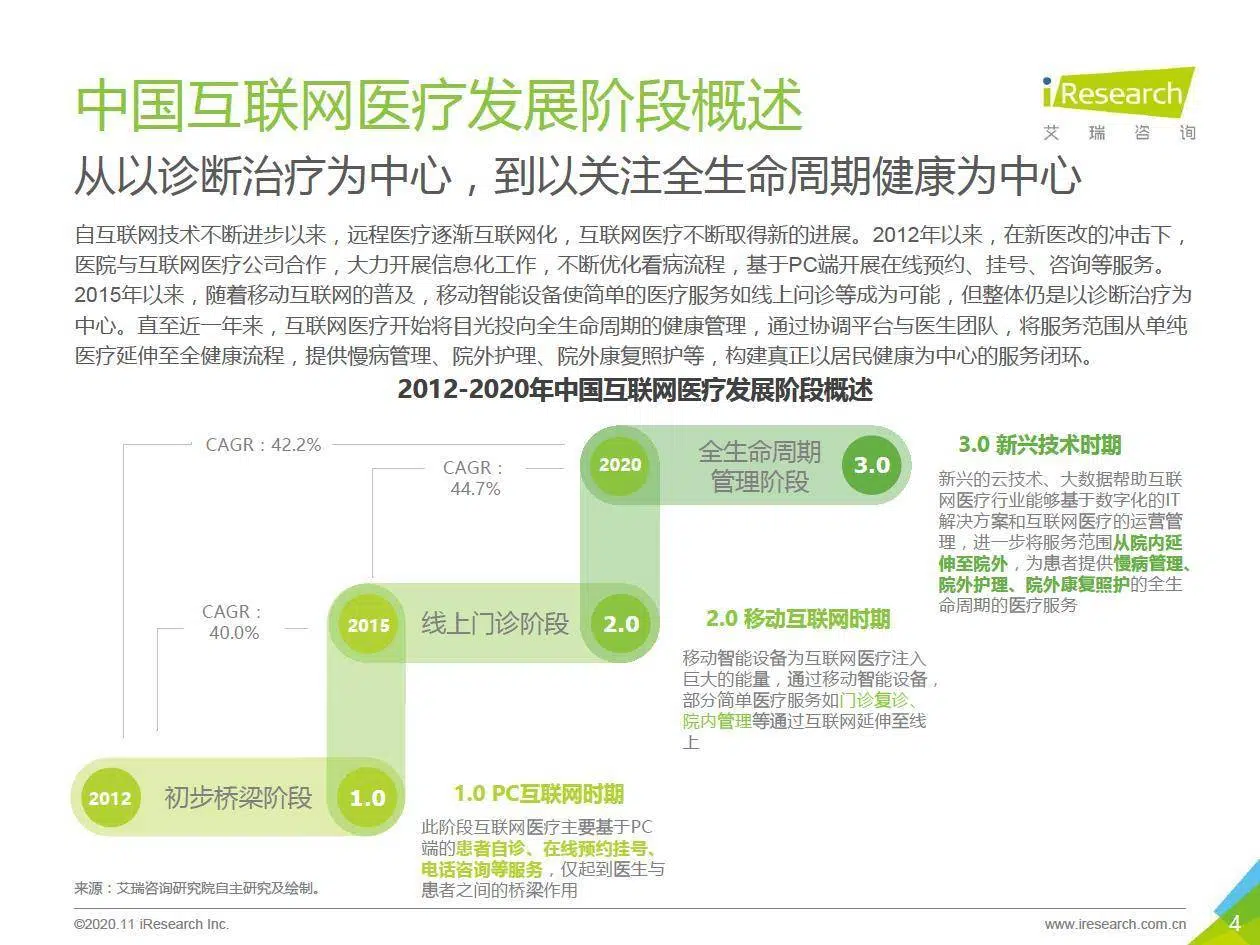 中国互联网医疗发展阶段概述
iResearch
艾瑞咨询
从以诊断治疗为中心，到以关注全生命周期健康为中心
自互联网技术不断进步以来，远程医疗逐渐互联网化，互联网医疗不断取得新的进展。2012年以来，在新医改的冲击下，
医院与互联网医疗公司合作，大力开展信息化工作，不断优化看病流程，基于PC端开展在线预约、挂号、咨询等服务。
2015年以来，随着移动互联网的普及，移动智能设备使简单的医疗服务如线上问诊等成为可能，但整体仍是以诊断治疗为
中心。直至近一年来，互联网医疗开始将目光投向全生命周期的健康管理，通过协调平台与医生团队，将服务范围从单纯
医疗延伸至全健康流程，提供慢病管理、院外护理、院外康复照护等，构建真正以居民健康为中心的服务闭环。
2012-2020年中国互联网医疗发展阶段概述
CAGR：42.2%
CAGR：
44.7%
2020
全生命周期
管理阶段
3.0
3.0 新兴技术时期
新兴的云技术、大数据帮助互联
网医疗行业能够基于数字化的IT
解决方案和互联网医疗的运营管
理，进一步将服务范围从院内延
伸至院外，为患者提供慢病管理、
院外护理、院外康复照护的全生
命周期的医疗服务
CAGR：
40.0%
2015
线上门诊阶段
2.0
2.0 移动互联网时期
移动智能设备为互联网医疗注入
巨大的能量，通过移动智能设备，
部分简单医疗服务如门诊复诊、
院内管理等通过互联网延伸至线
上
2012
初步桥梁阶段
1.0
1.0 PC互联网时期
此阶段互联网医疗主要基于PC
端的患者自诊、在线预约挂号、
电话咨询等服务，仅起到医生与
患者之间的桥梁作用
来源：艾瑞咨询研究院自主研究及绘制。
©2020.11 iResearch Inc.
www.iresearch.com.cn
4